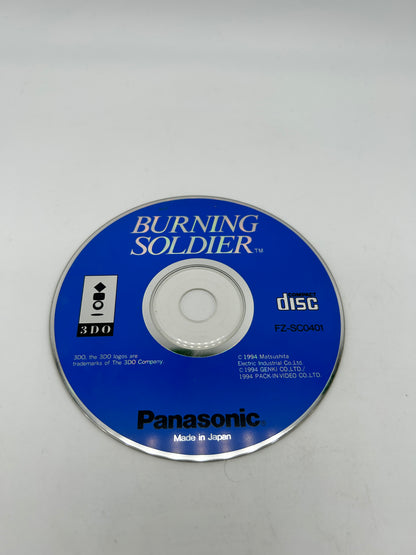 BURNING
SOLDIER™
3DO
COMPACT
disc
FZ-SC0401
3DO, the 3DO logos are
trademarks of The 3DO Company.
© 1994 Matsushita
Electric Industrial Co.,Ltd.
© 1994 GENKI CO.,LTD./
1994 PACK-IN-VIDEO CO.,LTD.
Panasonic
Made in Japan